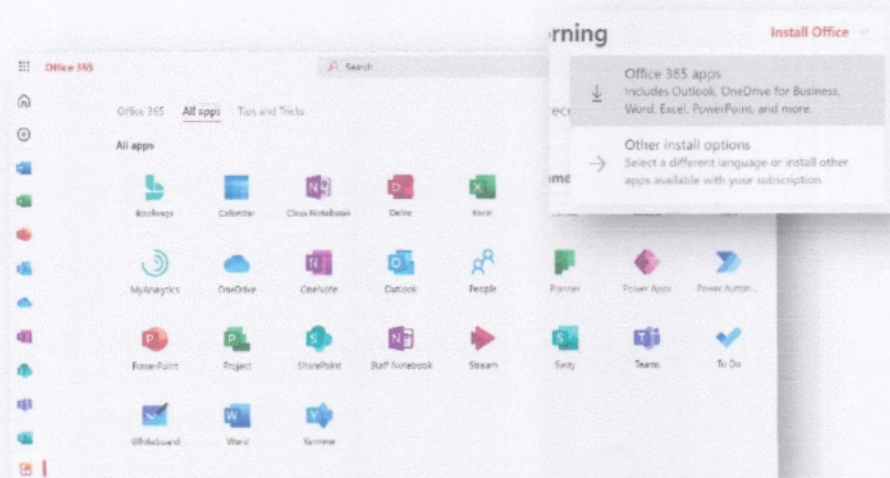 rning
Install Office
Office 365 apps
Includes Outlook, OneDrive for Business,
Word, Excel, PowerPoint, and more.
Other install options
Select a different language or install other
apps available with your subscription
Office 365
Search
Office 365 All apps Tips and Tricks
All apps
Bookings Calendar Class Notebook Delve Excel
MyAnalytics OneDrive OneNote Outlook People Planner Power Apps Power Autom...
PowerPoint Project SharePoint Staff Notebook Stream Sway Teams To Do
Whiteboard Word Yammer